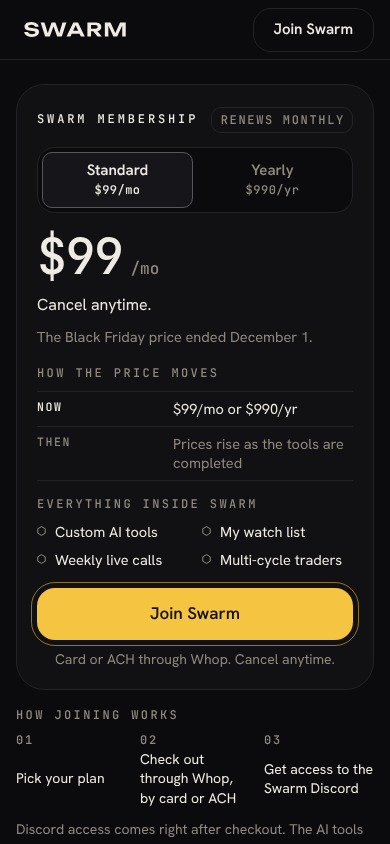 SWARM
Join Swarm
SWARM MEMBERSHIP
RENEWS MONTHLY
Standard
$99/mo
Yearly
$990/yr
$99 /mo
Cancel anytime.
The Black Friday price ended December 1.
HOW THE PRICE MOVES
NOW
$99/mo or $990/yr
THEN
Prices rise as the tools are
completed
EVERYTHING INSIDE SWARM
Custom AI tools
My watch list
Weekly live calls
Multi-cycle traders
Join Swarm
Card or ACH through Whop. Cancel anytime.
HOW JOINING WORKS
01
Pick your plan
02
Check out
through Whop,
by card or ACH
03
Get access to the
Swarm Discord
Discord access comes right after checkout. The AI tools